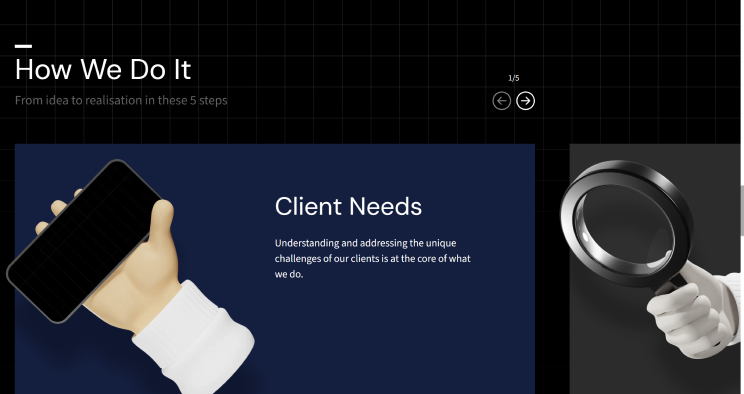 How We Do It
1/5
From idea to realisation in these 5 steps
Client Needs
Understanding and addressing the unique
challenges of our clients is at the core of what
we do.